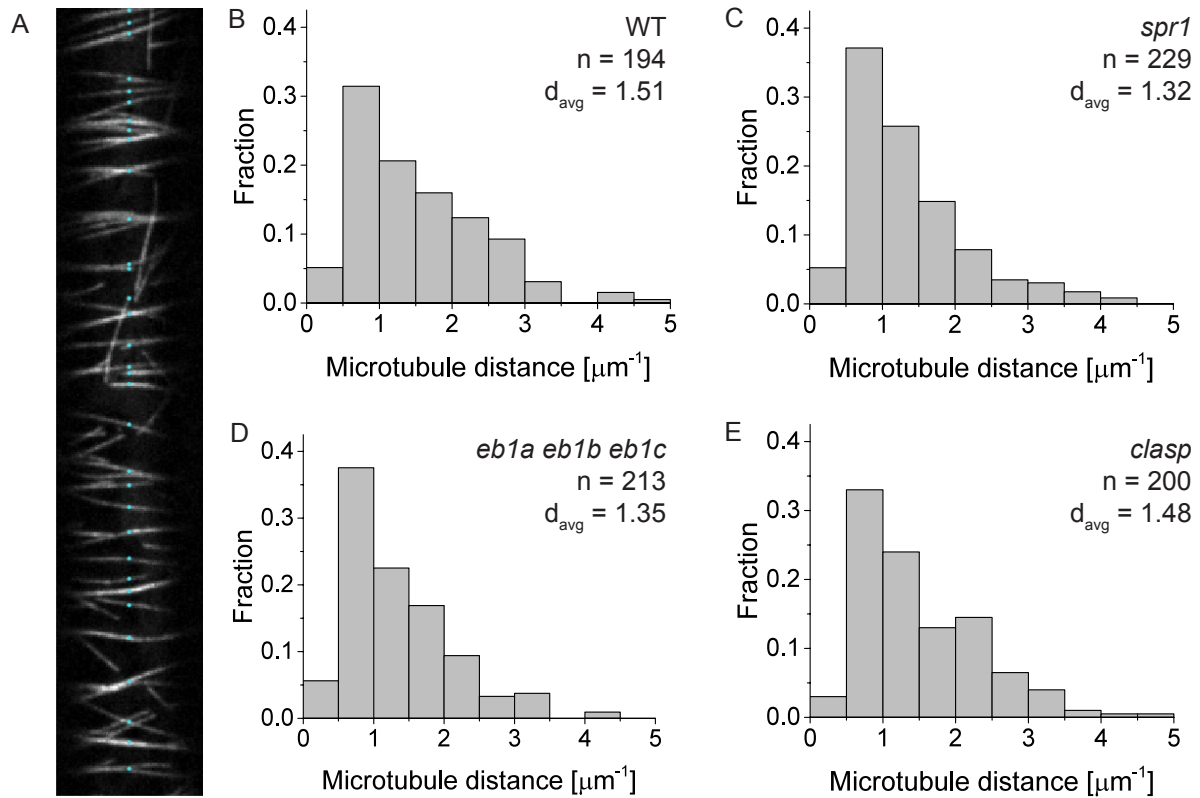 A
B
WT
n = 194
d_avg = 1.51
0.4
0.3
0.2
0.1
0.0
Fraction
0 1 2 3 4 5
Microtubule distance [μm⁻¹]
C
spr1
n = 229
d_avg = 1.32
0.4
0.3
0.2
0.1
0.0
Fraction
0 1 2 3 4 5
Microtubule distance [μm⁻¹]
D
eb1a eb1b eb1c
n = 213
d_avg = 1.35
0.4
0.3
0.2
0.1
0.0
Fraction
0 1 2 3 4 5
Microtubule distance [μm⁻¹]
E
clasp
n = 200
d_avg = 1.48
0.4
0.3
0.2
0.1
0.0
Fraction
0 1 2 3 4 5
Microtubule distance [μm⁻¹]